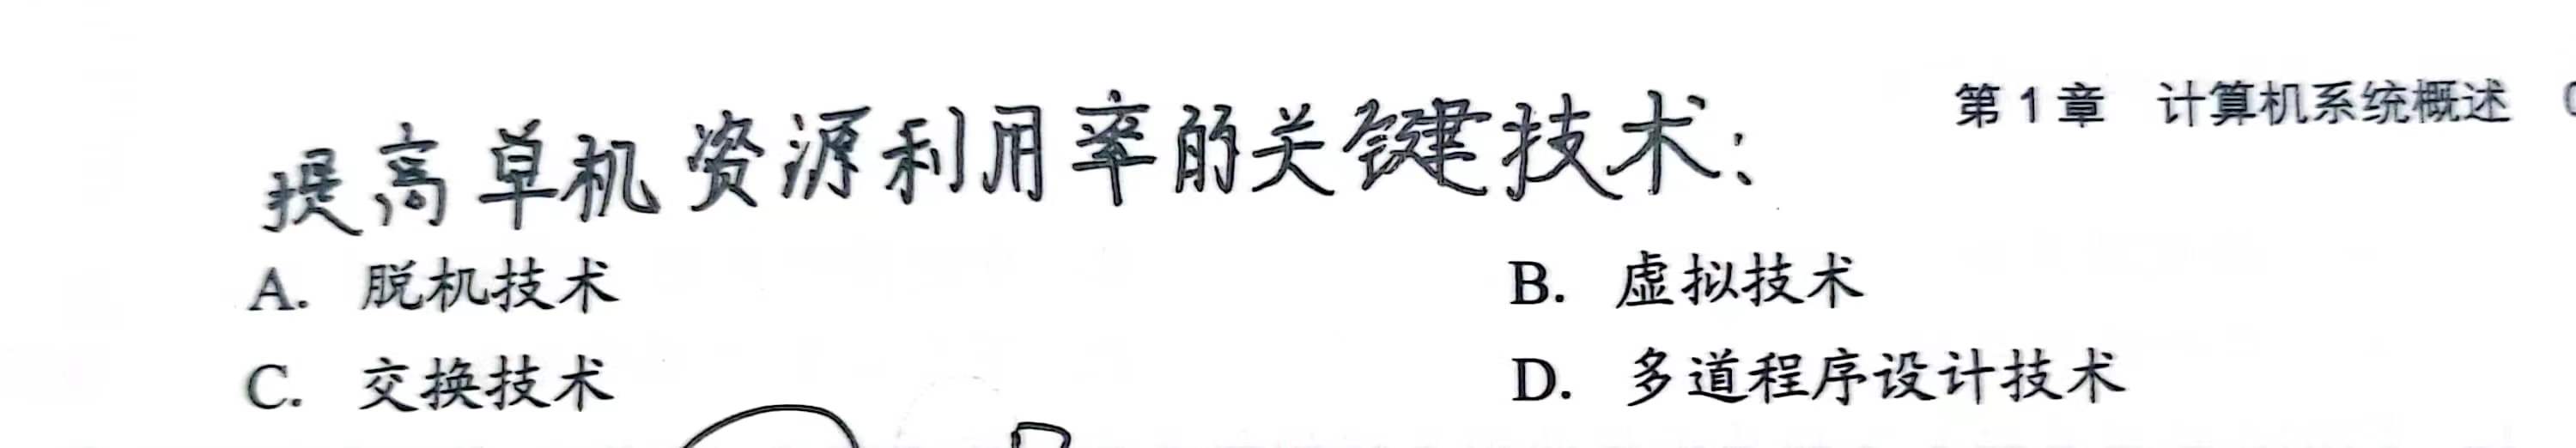 第1章 计算机系统概述
提高单机资源利用率的关键技术：
A. 脱机技术
B. 虚拟技术
C. 交换技术
D. 多道程序设计技术